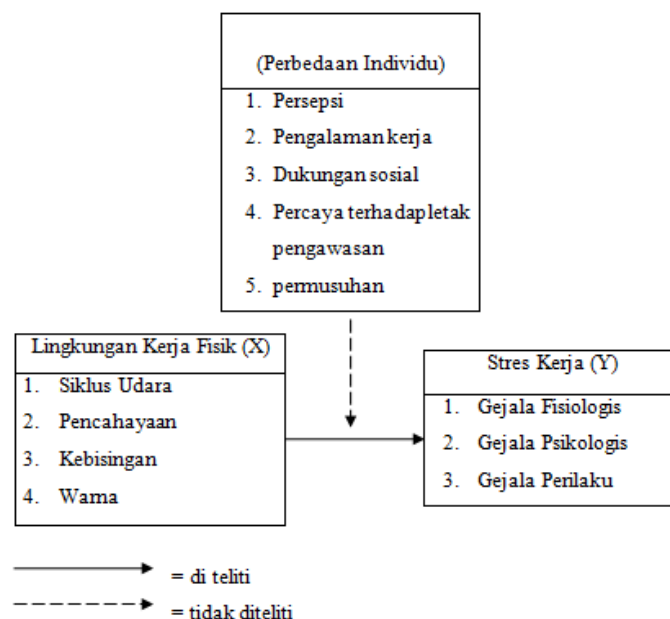 (Perbedaan Individu)
1. Persepsi
2. Pengalaman kerja
3. Dukungan sosial
4. Percaya terhadap letak
pengawasan
5. permusuhan
Lingkungan Kerja Fisik (X)
1. Siklus Udara
2. Pencahayaan
3. Kebisingan
4. Warna
Stres Kerja (Y)
1. Gejala Fisiologis
2. Gejala Psikologis
3. Gejala Perilaku
= di teliti
= tidak diteliti